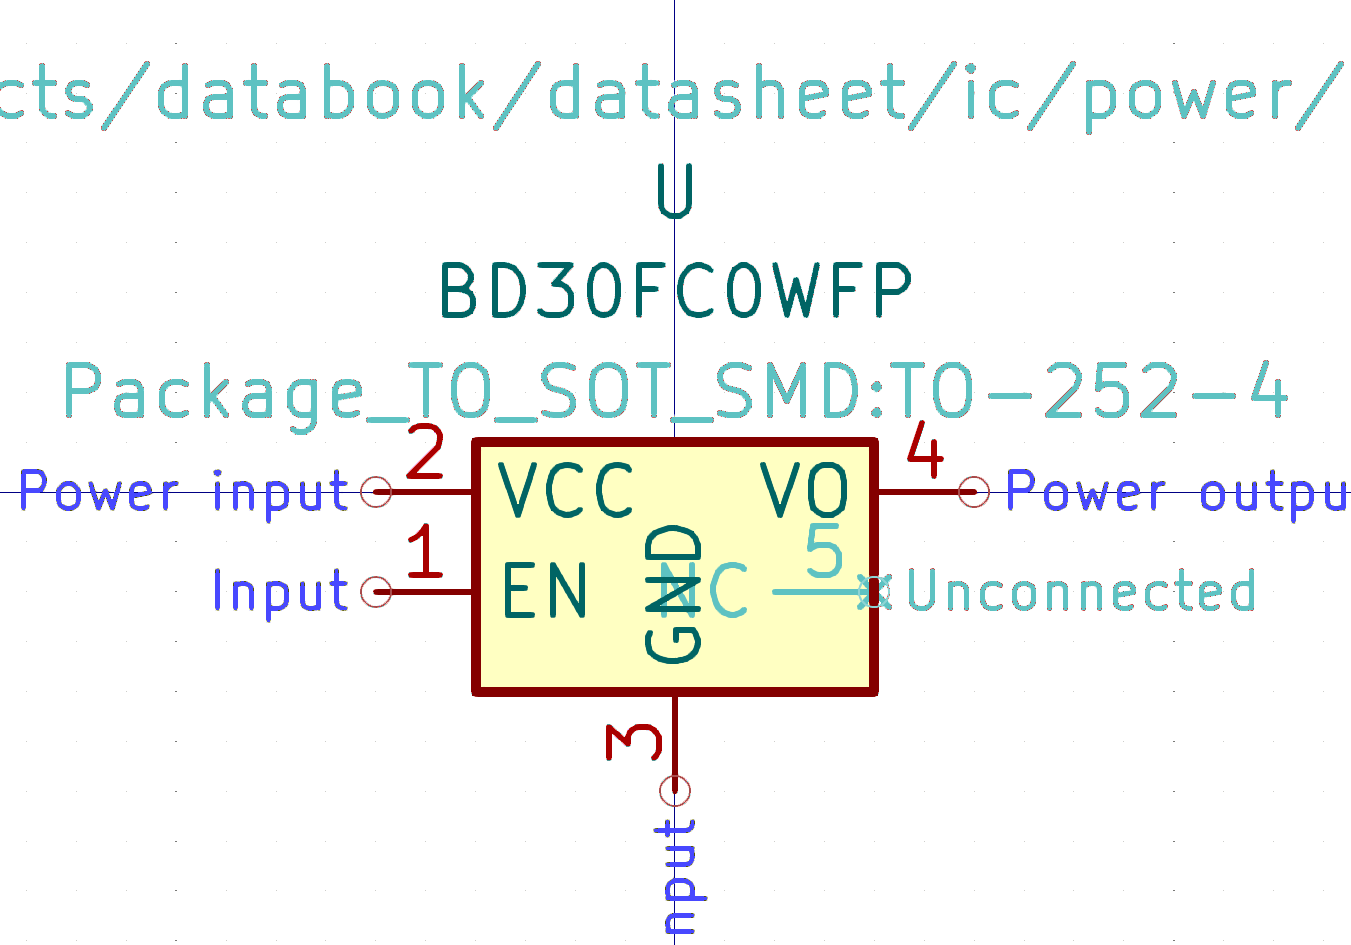 cts/databook/datasheet/ic/power/
U
BD30FC0WFP
Package_TO_SOT_SMD:TO-252-4
2
4
Power input
VCC
VO
Power outpu
1
5
Input
EN
GND
NC
Unconnected
3
nput